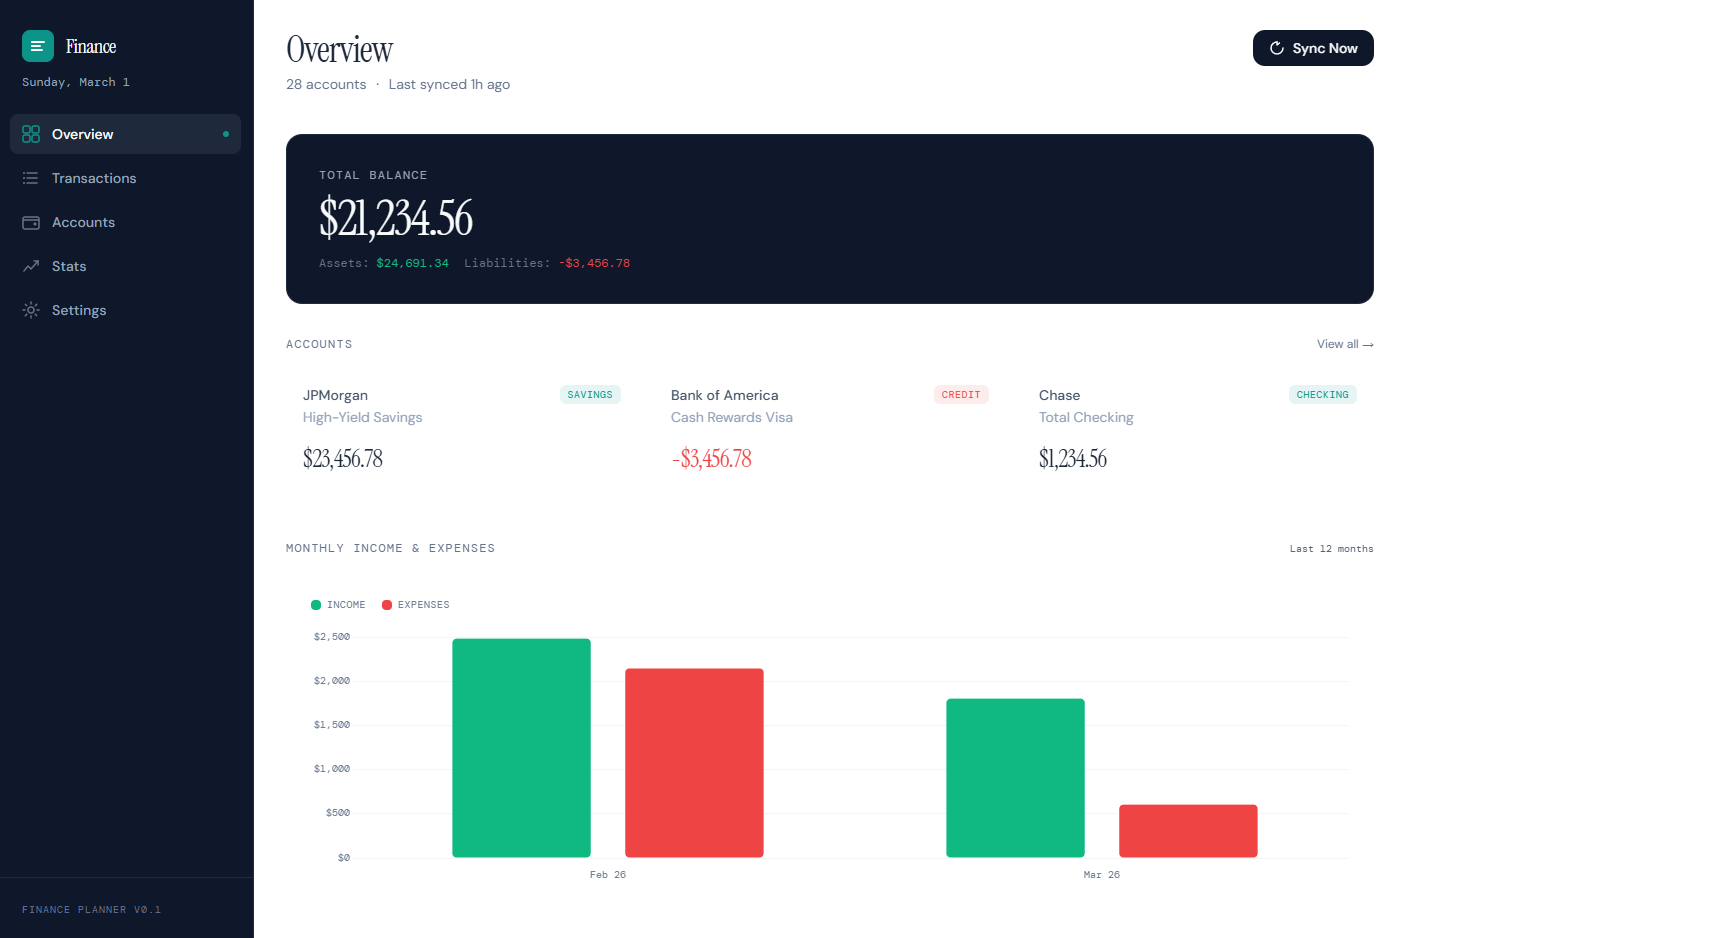 Finance
Sunday, March 1
Overview
Transactions
Accounts
Stats
Settings
FINANCE PLANNER V0.1
Overview
28 accounts · Last synced 1h ago
Sync Now
TOTAL BALANCE
$21,234.56
Assets: $24,691.34 Liabilities: -$3,456.78
ACCOUNTS
View all →
JPMorgan
SAVINGS
High-Yield Savings
$23,456.78
Bank of America
CREDIT
Cash Rewards Visa
-$3,456.78
Chase
CHECKING
Total Checking
$1,234.56
MONTHLY INCOME & EXPENSES
Last 12 months
INCOME EXPENSES
$2,500
$2,000
$1,500
$1,000
$500
$0
Feb 26 Mar 26